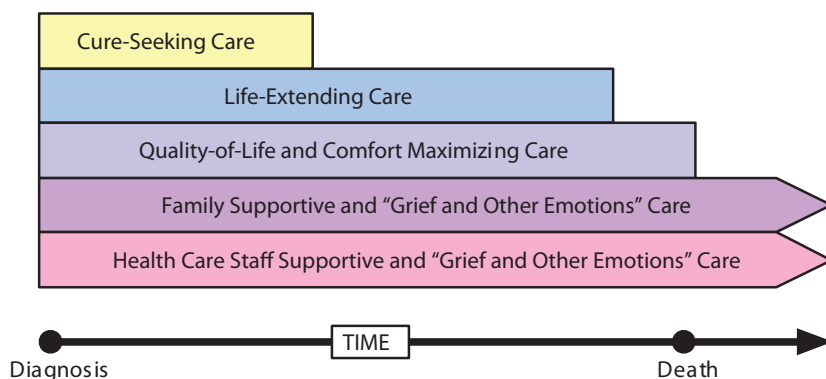 Cure-Seeking Care
Life-Extending Care
Quality-of-Life and Comfort Maximizing Care
Family Supportive and “Grief and Other Emotions” Care
Health Care Staff Supportive and “Grief and Other Emotions” Care
TIME
Diagnosis
Death